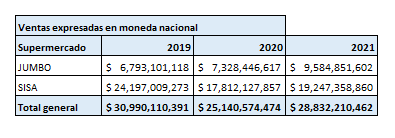 Ventas expresadas en moneda nacional
Supermercado 2019 2020 2021
JUMBO $ 6,793,101,118 $ 7,328,446,617 $ 9,584,851,602
SISA $ 24,197,009,273 $ 17,812,127,857 $ 19,247,358,860
Total general $ 30,990,110,391 $ 25,140,574,474 $ 28,832,210,462